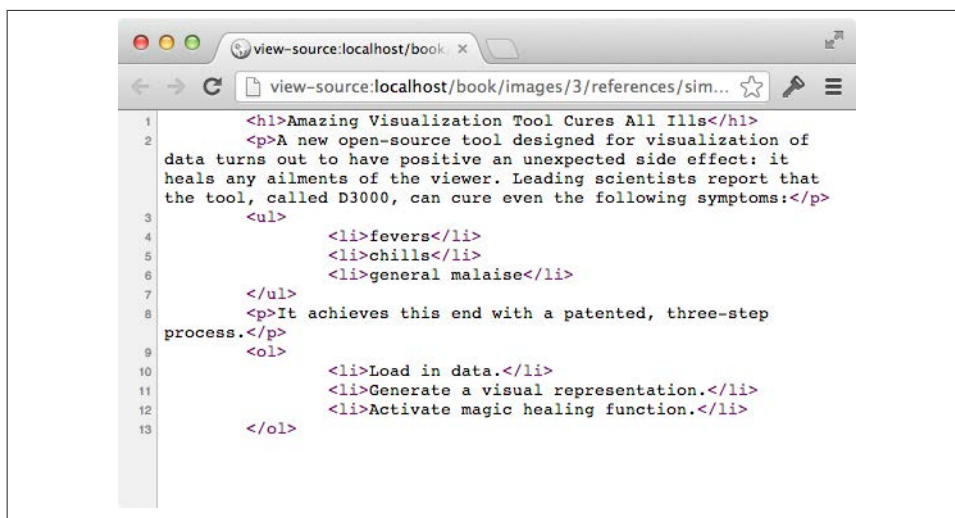 view-source:localhost/book
view-source:localhost/book/images/3/references/sim...
1 <h1>Amazing Visualization Tool Cures All Ills</h1>
2 <p>A new open-source tool designed for visualization of
data turns out to have positive an unexpected side effect: it
heals any ailments of the viewer. Leading scientists report that
the tool, called D3000, can cure even the following symptoms:</p>
3 <ul>
4 <li>fevers</li>
5 <li>chills</li>
6 <li>general malaise</li>
7 </ul>
8 <p>It achieves this end with a patented, three-step
process.</p>
9 <ol>
10 <li>Load in data.</li>
11 <li>Generate a visual representation.</li>
12 <li>Activate magic healing function.</li>
13 </ol>